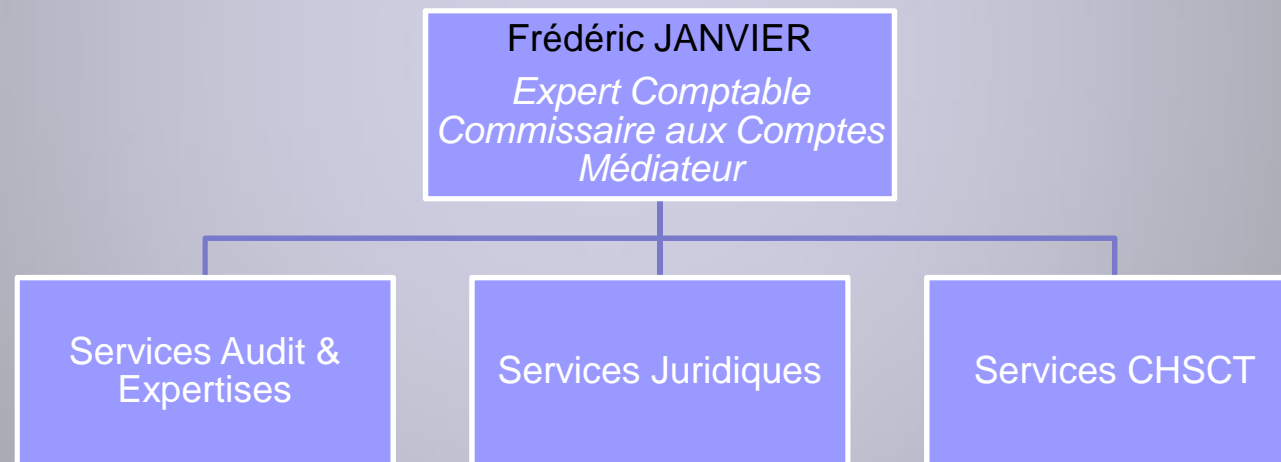 Frédéric JANVIER
Expert Comptable
Commissaire aux Comptes
Médiateur
Services Audit &
Expertises
Services Juridiques
Services CHSCT